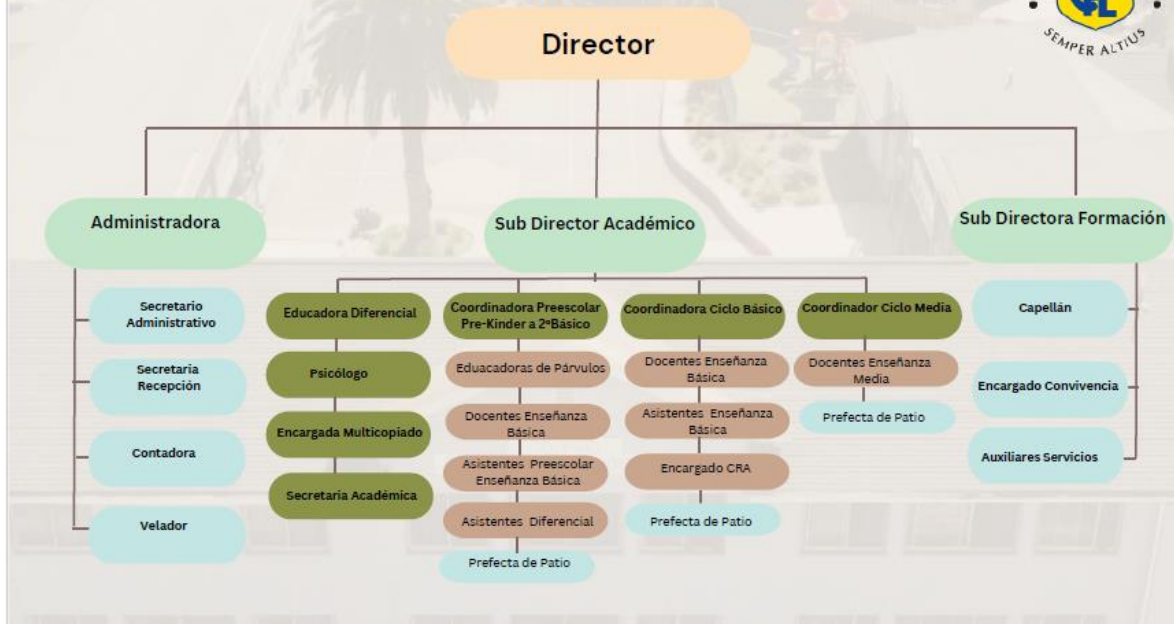 SEMPER ALTIUS
Director
Administradora
Sub Director Académico
Sub Directora Formación
Secretario
Administrativo
Secretaria
Recepción
Contadora
Velador
Educadora Diferencial
Psicólogo
Encargada Multicopiado
Secretaria Académica
Coordinadora Preescolar
Pre-Kinder a 2ºBásico
Eduacadoras de Párvulos
Docentes Enseñanza
Básica
Asistentes Preescolar
Enseñanza Básica
Asistentes Diferencial
Prefecta de Patio
Coordinadora Ciclo Básico
Docentes Enseñanza
Básica
Asistentes Enseñanza
Básica
Encargado CRA
Prefecta de Patio
Coordinador Ciclo Media
Docentes Enseñanza
Media
Prefecta de Patio
Capellán
Encargado Convivencia
Auxiliares Servicios